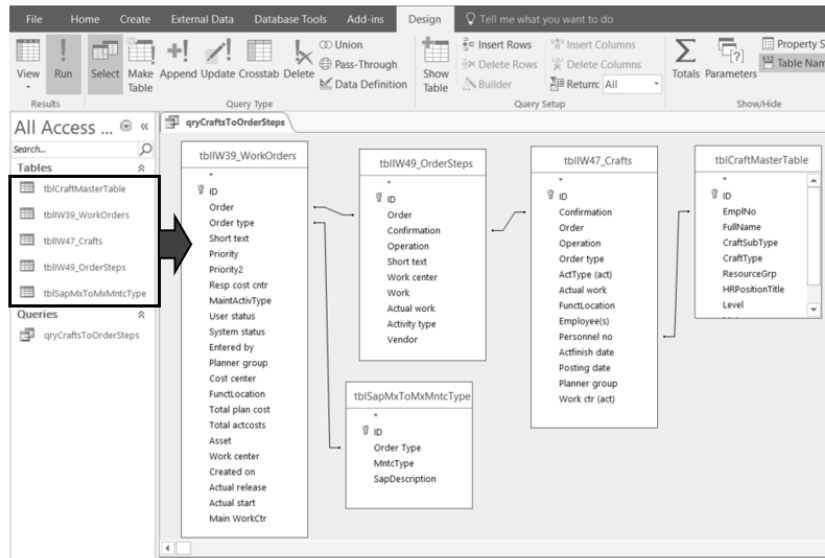 File Home Create External Data Database Tools Add-ins Design Tell me what you want to do
View
Run
Select
Make Table
Append
Update
Crosstab
Delete
Union
Pass-Through
Data Definition
Show Table
Insert Rows
Delete Rows
Builder
Insert Columns
Delete Columns
Return: All
Totals
Parameters
Property S
Table Nam
Results
Query Type
Query Setup
Show/Hide
All Access ... «
Search...
Tables
tblCraftMasterTable
tblIW39_WorkOrders
tblIW47_Crafts
tblIW49_OrderSteps
tblSapMxToMxMntcType
Queries
qryCraftsToOrderSteps
qryCraftsToOrderSteps
tblIW39_WorkOrders
*
ID
Order
Order type
Short text
Priority
Priority2
Resp cost cntr
MaintActivType
User status
System status
Entered by
Planner group
Cost center
FunctLocation
Total plan cost
Total actcosts
Asset
Work center
Created on
Actual release
Actual start
Main WorkCtr
tblIW49_OrderSteps
*
ID
Order
Confirmation
Operation
Short text
Work center
Work
Actual work
Activity type
Vendor
tblSapMxToMxMntcType
*
ID
Order Type
MntcType
SapDescription
tblIW47_Crafts
*
ID
Confirmation
Order
Operation
Order type
ActType (act)
Actual work
FunctLocation
Employee(s)
Personnel no
Actfinish date
Posting date
Planner group
Work ctr (act)
tblCraftMasterTable
*
ID
EmplNo
FullName
CraftSubType
CraftType
ResourceGrp
HRPositionTitle
Level